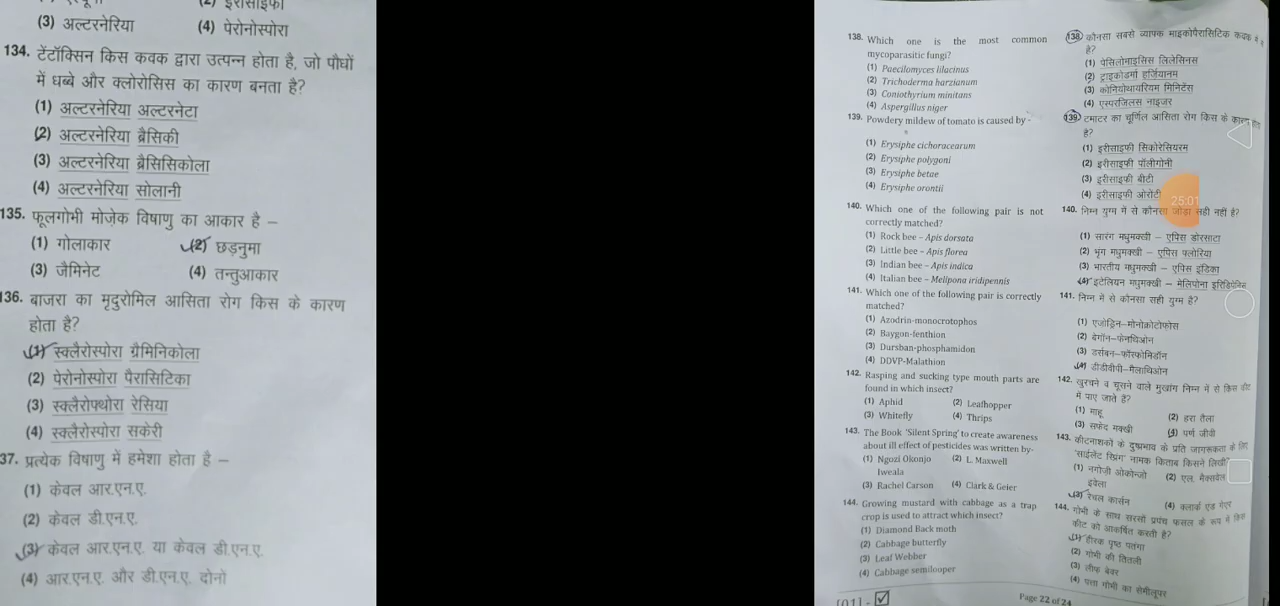 (2) इरीसाइफी
(3) अल्टरनेरिया (4) पेरोनोस्पोरा
134. टेंटॉक्सिन किस कवक द्वारा उत्पन्न होता है, जो पौधों
में धब्बे और क्लोरोसिस का कारण बनता है?
(1) अल्टरनेरिया अल्टरनेटा
(2) अल्टरनेरिया ब्रैसिकी
(3) अल्टरनेरिया ब्रैसिसिकोला
(4) अल्टरनेरिया सोलानी
135. फूलगोभी मोज़ेक विषाणु का आकार है –
(1) गोलाकार (2) छड़नुमा
(3) जैमिनेट (4) तन्तुआकार
136. बाजरा का मृदुरोमिल आसिता रोग किस के कारण
होता है?
(1) स्क्लैरोस्पोरा ग्रैमिनिकोला
(2) पेरोनोस्पोरा पैरासिटिका
(3) स्क्लैरोफ्थोरा रेसिया
(4) स्क्लैरोस्पोरा सकेरी
37. प्रत्येक विषाणु में हमेशा होता है –
(1) केवल आर.एन.ए.
(2) केवल डी.एन.ए.
(3) केवल आर.एन.ए. या केवल डी.एन.ए.
(4) आर.एन.ए. और डी.एन.ए. दोनों
138. Which one is the most common
mycoparasitic fungi?
(1) Paecilomyces lilacinus
(2) Trichoderma harzianum
(3) Coniothyrium minitans
(4) Aspergillus niger
139. Powdery mildew of tomato is caused by -
(1) Erysiphe cichoracearum
(2) Erysiphe polygoni
(3) Erysiphe betae
(4) Erysiphe orontii
140. Which one of the following pair is not
correctly matched?
(1) Rock bee – Apis dorsata
(2) Little bee – Apis florea
(3) Indian bee – Apis indica
(4) Italian bee – Melipona iridipennis
141. Which one of the following pair is correctly
matched?
(1) Azodrin-monocrotophos
(2) Baygon-fenthion
(3) Dursban-phosphamidon
(4) DDVP-Malathion
142. Rasping and sucking type mouth parts are
found in which insect?
(1) Aphid (2) Leafhopper
(3) Whitefly (4) Thrips
143. The Book 'Silent Spring' to create awareness
about ill effect of pesticides was written by-
(1) Ngozi Okonjo (2) L. Maxwell
Iweala
(3) Rachel Carson (4) Clark & Geier
144. Growing mustard with cabbage as a trap
crop is used to attract which insect?
(1) Diamond Back moth
(2) Cabbage butterfly
(3) Leaf Webber
(4) Cabbage semilooper
138. कौनसा सबसे व्यापक माइकोपैरासिटिक कवक
है?
(1) पेसिलोमाइसिस लिलेसिनस
(2) ट्राइकोडर्मा हर्जियानम
(3) कोनियोथायरियम मिनिटेंस
(4) एस्परजिलस नाइजर
139. टमाटर का चूर्णिल आसिता रोग किस के कारण होता
है?
(1) इरीसाइफी सिकोरेसियरम
(2) इरीसाइफी पॉलीगोनी
(3) इरीसाइफी बीटी
(4) इरीसाइफी ओरोंटी
25:01
140. निम्न युग्म में से कौनसा जोड़ा सही नहीं है?
(1) सारंग मधुमक्खी – एपिस डोरसाटा
(2) भृंग मधुमक्खी – एपिस फ्लोरिया
(3) भारतीय मधुमक्खी – एपिस इंडिका
(4) इटेलियन मधुमक्खी – मेलिपोना इरिडिपेनिस
141. निम्न में से कौनसा सही युग्म है?
(1) एजोड्रिन–मोनोक्रोटोफोस
(2) बेगॉन–फेनथिओन
(3) डर्सबन–फॉस्फोमिडॉन
(4) डीडीवीपी–मैलाथिओन
142. खुरचने व चूसने वाले मुखांग निम्न में से किस कीट
में पाए जाते हैं?
(1) माहू (2) हरा तैला
(3) सफेद मक्खी (4) पर्ण जीवी
143. कीटनाशकों के दुष्प्रभाव के प्रति जागरूकता के लिए
'साईलेंट स्प्रिंग' नामक किताब किसने लिखी?
(1) नगोजी ओकोन्जो (2) एल. मैक्सवेल
इवेला
(3) रेचल कार्सन (4) क्लार्क एंड गेएर
144. गोभी के साथ सरसों प्रपंच फसल के रूप में किस
कीट को आकर्षित करती है?
(1) हीरक पृष्ठ पतंगा
(2) गोभी की तितली
(3) लीफ वेबर
(4) पत्ता गोभी का सेमीलूपर
[01]-☑ Page 22 of 24